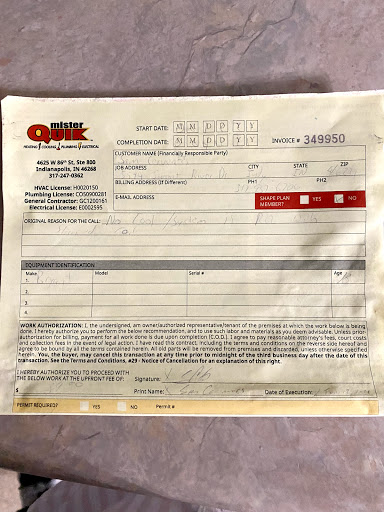 mister
QUIK
HEATING | COOLING | PLUMBING | ELECTRICAL
4625 W 86th St, Ste 800
Indianapolis, IN 46268
317-247-0362
HVAC License: H0020150
Plumbing License: CO50900281
General Contractor: GC1200161
Electrical License: E0002595
START DATE: M M D D Y Y
COMPLETION DATE: M M D D Y Y
INVOICE # 349950
CUSTOMER NAME (Financially Responsible Party)
JOB ADDRESS CITY STATE ZIP
BILLING ADDRESS (If Different) PH1 PH2
E-MAIL ADDRESS
SHAPE PLAN MEMBER? YES NO
ORIGINAL REASON FOR THE CALL: No
EQUIPMENT IDENTIFICATION
Make Model Serial # Age
1.
2.
3.
4.
WORK AUTHORIZATION: I, the undersigned, am owner/authorized representative/tenant of the premises at which the work below is being
done. I hereby authorize you to perform the below recommendation, and to use such labor and materials as you deem advisable. Unless prior-
authorization for billing, payment for all work done is due upon completion (C.O.D.). I agree to pay reasonable attorney's fees, court costs
and collection fees in the event of legal action. I have read this contract, including the terms and conditions on the reverse side hereof and
agree to be bound by all the terms contained herein. All old parts will be removed from premises and discarded, unless otherwise specified
herein. You, the buyer, may cancel this transaction at any time prior to midnight of the third business day after the date of this
transaction. See the Terms and Conditions, #29 - Notice of Cancellation for an explanation of this right.
I HEREBY AUTHORIZE YOU TO PROCEED WITH
THE BELOW WORK AT THE UPFRONT FEE OF: Signature:
$ Print Name: Date of Execution:
PERMIT REQUIRED? YES NO Permit #